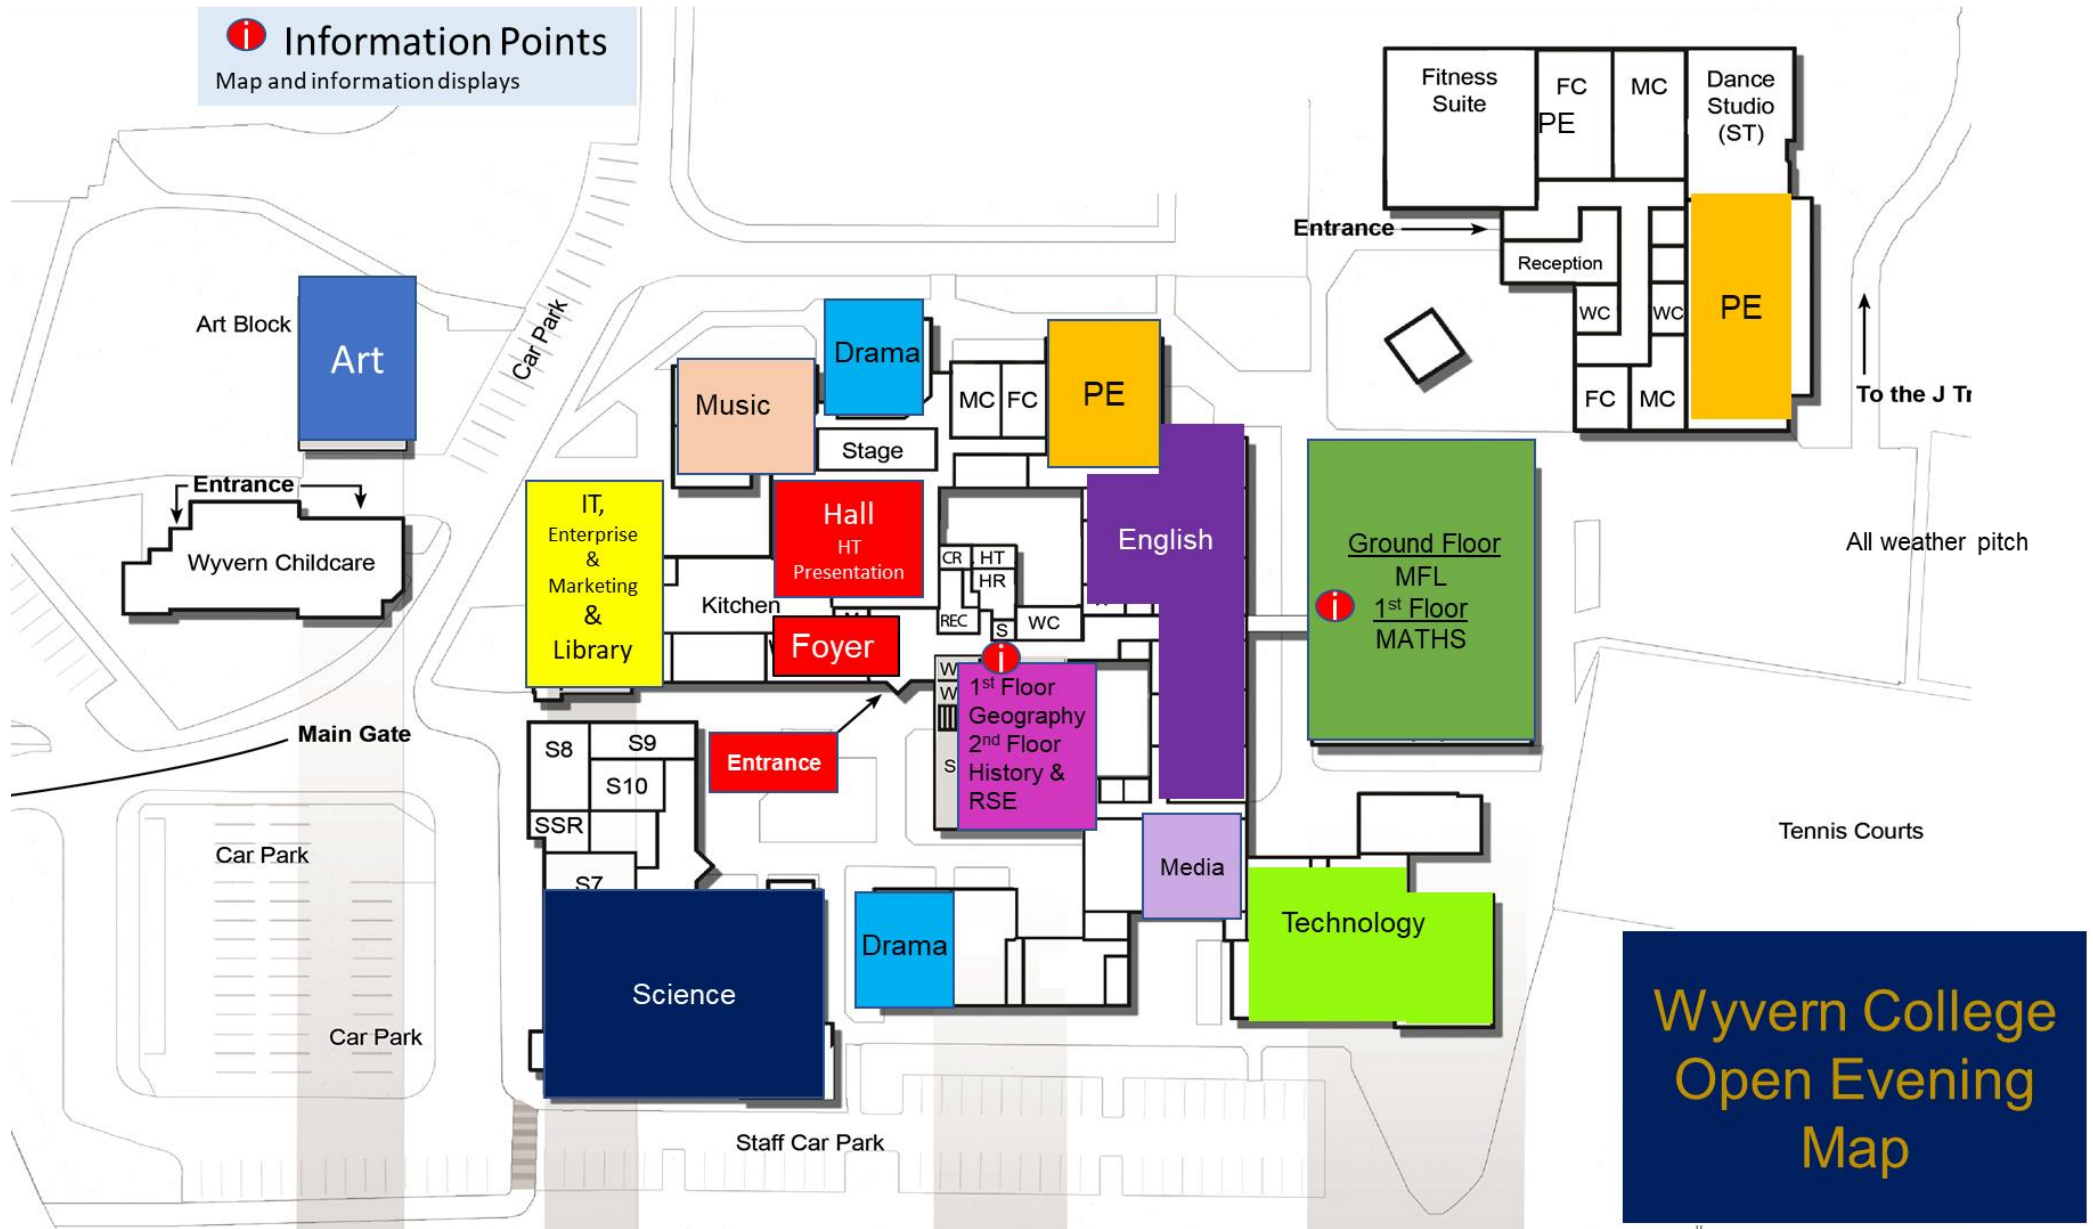 i Information Points
Map and information displays
Fitness
Suite
FC
PE
MC
Dance
Studio
(ST)
Entrance
Reception
WC
WC
PE
FC
MC
To the J Tr
Art Block
Art
Car Park
Drama
Music
MC
FC
PE
Stage
Entrance
Wyvern Childcare
IT,
Enterprise
&
Marketing
&
Library
Hall
HT
Presentation
Kitchen
Foyer
CR
HT
HR
REC
S
WC
English
Ground Floor
MFL
1st Floor
MATHS
i
All weather pitch
i
W
W
S
1st Floor
Geography
2nd Floor
History &
RSE
Main Gate
Entrance
S8
S9
S10
SSR
S7
Car Park
Car Park
Science
Drama
Media
Technology
Tennis Courts
Staff Car Park
Wyvern College
Open Evening
Map